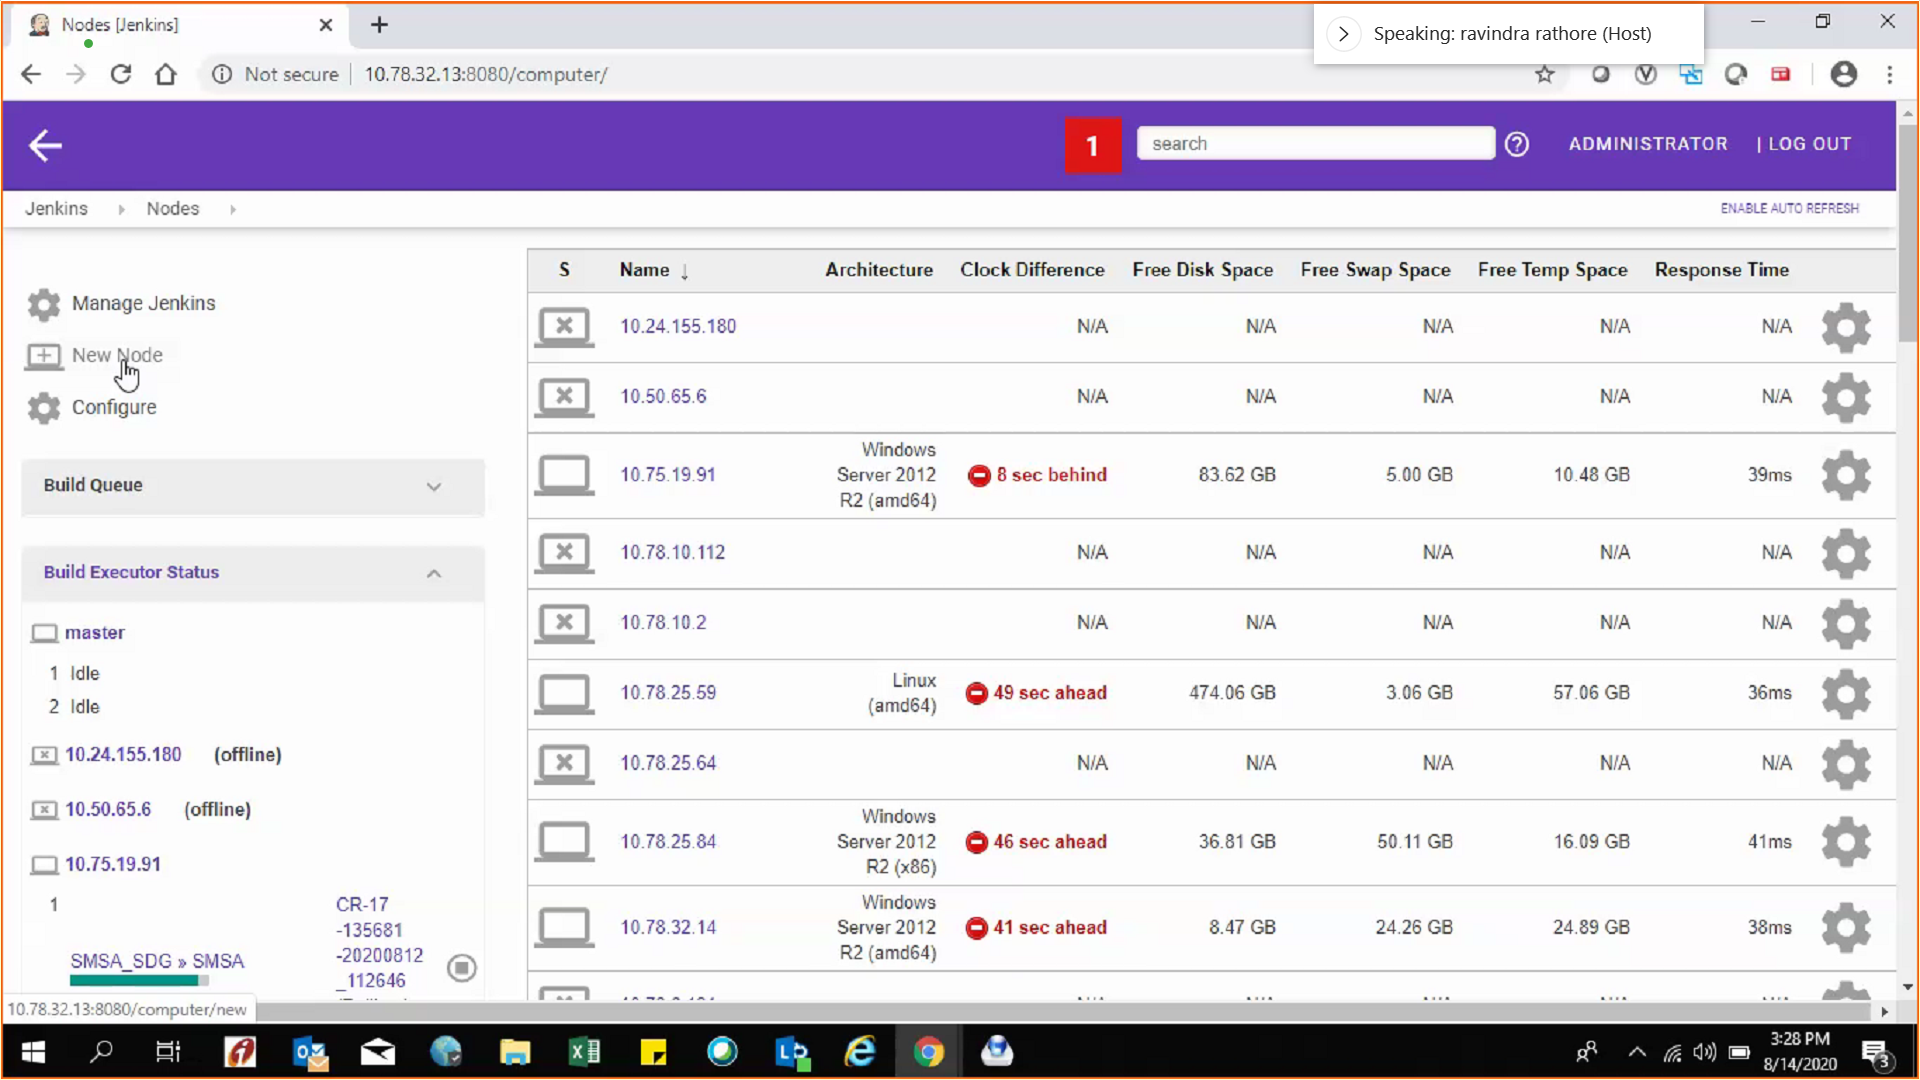 Nodes [Jenkins]
Speaking: ravindra rathore (Host)
Not secure
10.78.32.13:8080/computer/
1
search
ADMINISTRATOR
| LOG OUT
Jenkins
Nodes
ENABLE AUTO REFRESH
Manage Jenkins
New Node
Configure
Build Queue
Build Executor Status
master
1 Idle
2 Idle
10.24.155.180 (offline)
10.50.65.6 (offline)
10.75.19.91
1
CR-17
-135681
-20200812
_112646
SMSA_SDG » SMSA
S Name ↓ Architecture Clock Difference Free Disk Space Free Swap Space Free Temp Space Response Time
10.24.155.180 N/A N/A N/A N/A N/A
10.50.65.6 N/A N/A N/A N/A N/A
Windows
Server 2012
R2 (amd64)
10.75.19.91 8 sec behind 83.62 GB 5.00 GB 10.48 GB 39ms
10.78.10.112 N/A N/A N/A N/A N/A
10.78.10.2 N/A N/A N/A N/A N/A
Linux
(amd64)
10.78.25.59 49 sec ahead 474.06 GB 3.06 GB 57.06 GB 36ms
10.78.25.64 N/A N/A N/A N/A N/A
Windows
Server 2012
R2 (x86)
10.78.25.84 46 sec ahead 36.81 GB 50.11 GB 16.09 GB 41ms
Windows
Server 2012
R2 (amd64)
10.78.32.14 41 sec ahead 8.47 GB 24.26 GB 24.89 GB 38ms
10.78.32.13:8080/computer/new
3:28 PM
8/14/2020
3